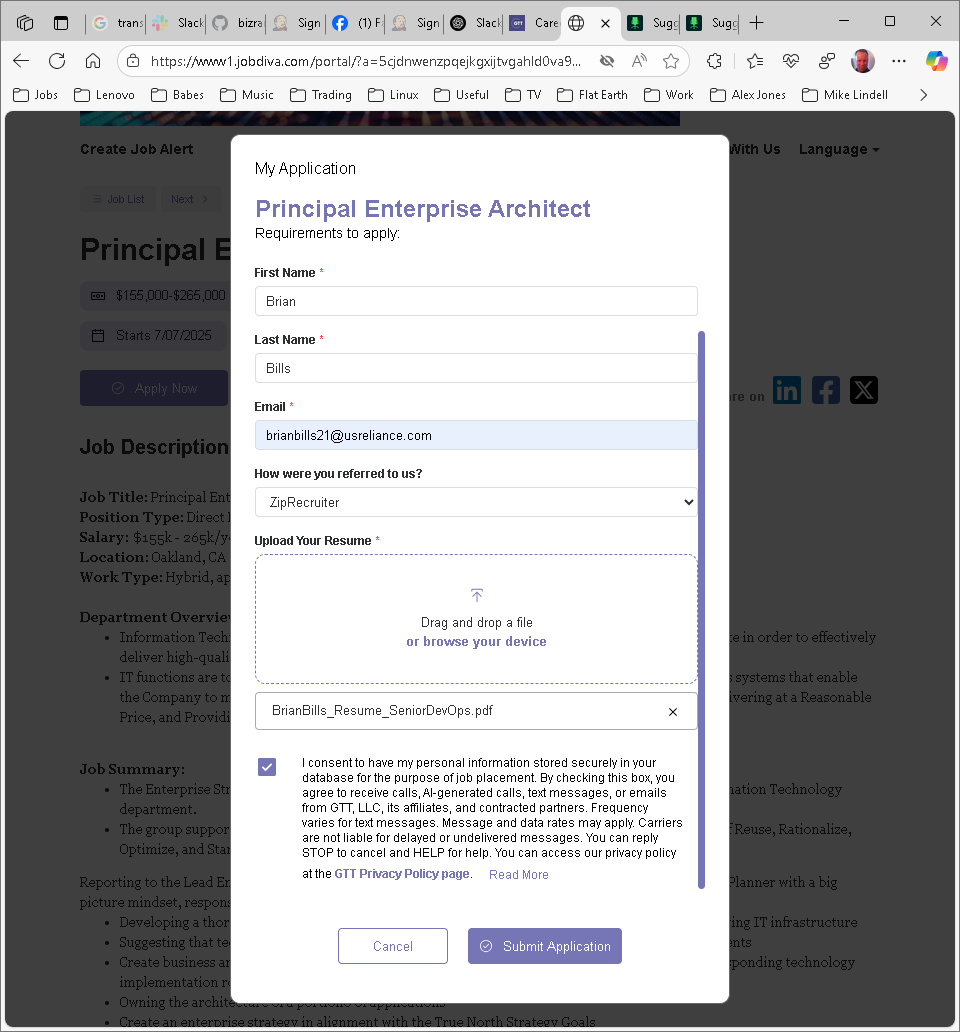 trans
Slack
bizra
Sign
(1) F
Sign
Slack
GTT
Care
Sugg
Sugg
https://www1.jobdiva.com/portal/?a=5cjdnwenzpqejkgxijtvgahld0va9...
Jobs
Lenovo
Babes
Music
Trading
Linux
Useful
TV
Flat Earth
Work
Alex Jones
Mike Lindell
Create Job Alert
With Us
Language
Job List
Next
Principal E
$155,000-$265,000
Starts 7/07/2025
Apply Now
re on
Job Description
Job Title: Principal Ent
Position Type: Direct
Salary: $155k - 265k/y
Location: Oakland, CA
Work Type: Hybrid, ap
Department Overvie
Information Tech
e in order to effectively
deliver high-quali
IT functions are to
s systems that enable
the Company to m
ivering at a Reasonable
Price, and Providi
Job Summary:
The Enterprise Str
mation Technology
department.
The group suppor
f Reuse, Rationalize,
Optimize, and Stan
Reporting to the Lead En
Planner with a big
picture mindset, respons
Developing a thor
ing IT infrastructure
Suggesting that te
ents
Create business an
sponding technology
implementation r
Owning the architecture of a portfolio of applications
Create an enterprise strategy in alignment with the True North Strategy Goals
My Application
Principal Enterprise Architect
Requirements to apply:
First Name *
Brian
Last Name *
Bills
Email *
brianbills21@usreliance.com
How were you referred to us?
ZipRecruiter
Upload Your Resume *
Drag and drop a file
or browse your device
BrianBills_Resume_SeniorDevOps.pdf
I consent to have my personal information stored securely in your
database for the purpose of job placement. By checking this box, you
agree to receive calls, AI-generated calls, text messages, or emails
from GTT, LLC, its affiliates, and contracted partners. Frequency
varies for text messages. Message and data rates may apply. Carriers
are not liable for delayed or undelivered messages. You can reply
STOP to cancel and HELP for help. You can access our privacy policy
at the GTT Privacy Policy page. Read More
Cancel
Submit Application